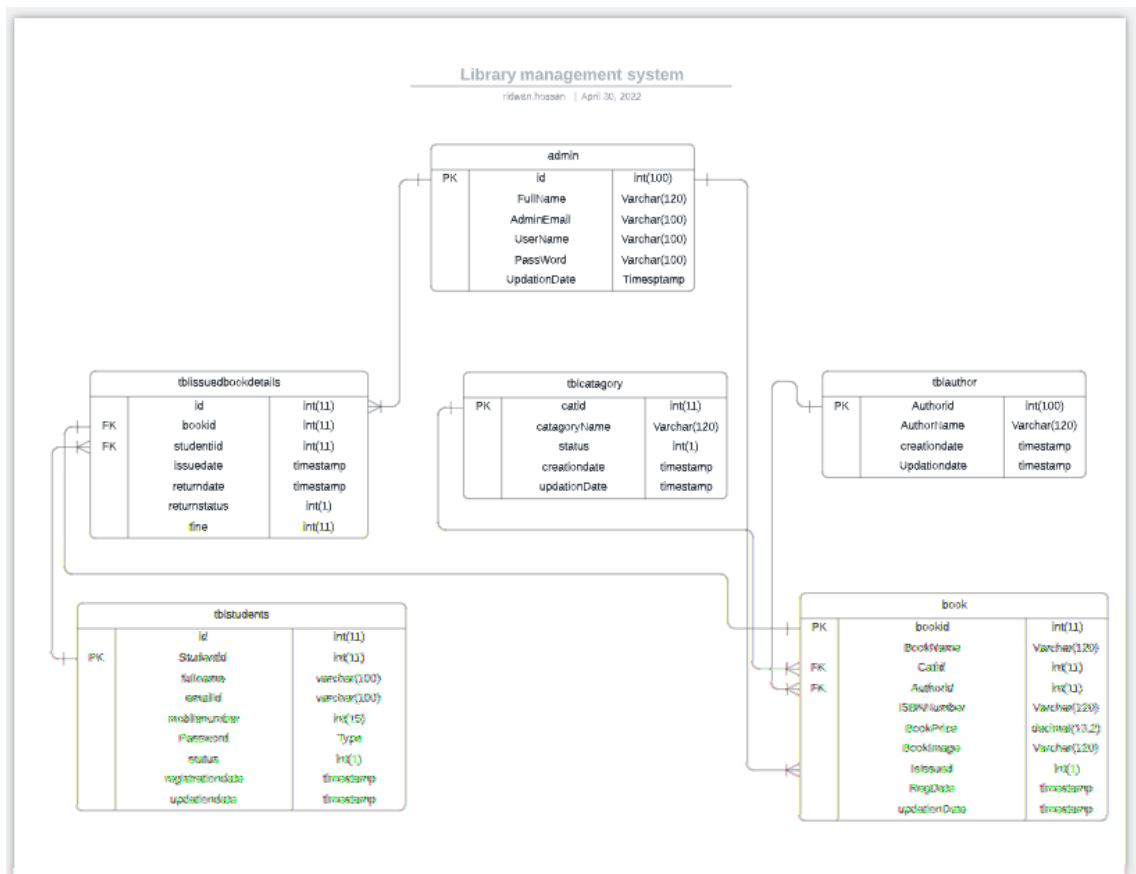 Library management system
ridwan.hossan | April 30, 2022
admin
PK id int(100)
FullName Varchar(120)
AdminEmail Varchar(100)
UserName Varchar(100)
PassWord Varchar(100)
UpdationDate Timesptamp
tblissuedbookdetails
id int(11)
FK bookid int(11)
FK studentiid int(11)
issuedate timestamp
returndate timestamp
returnstatus int(1)
fine int(11)
tblcatagory
PK catid int(11)
catagoryName Varchar(120)
status int(1)
creationdate timestamp
updationDate timestamp
tblauthor
PK Authorid int(100)
AuthorName Varchar(120)
creationdate timestamp
Updationdate timestamp
tblstudents
id int(11)
PK StudentId int(11)
fullname varchar(100)
emailid varchar(100)
mobilenumber int(15)
Password Type
status int(1)
registrationdate timestamp
updationdate timestamp
book
PK bookid int(11)
BookName Varchar(120)
FK CatId int(11)
FK AuthorId int(11)
ISBNNumber Varchar(120)
BookPrice decimal(10,2)
BookImage Varchar(120)
IsIssued int(1)
RegDate timestamp
updationDate timestamp